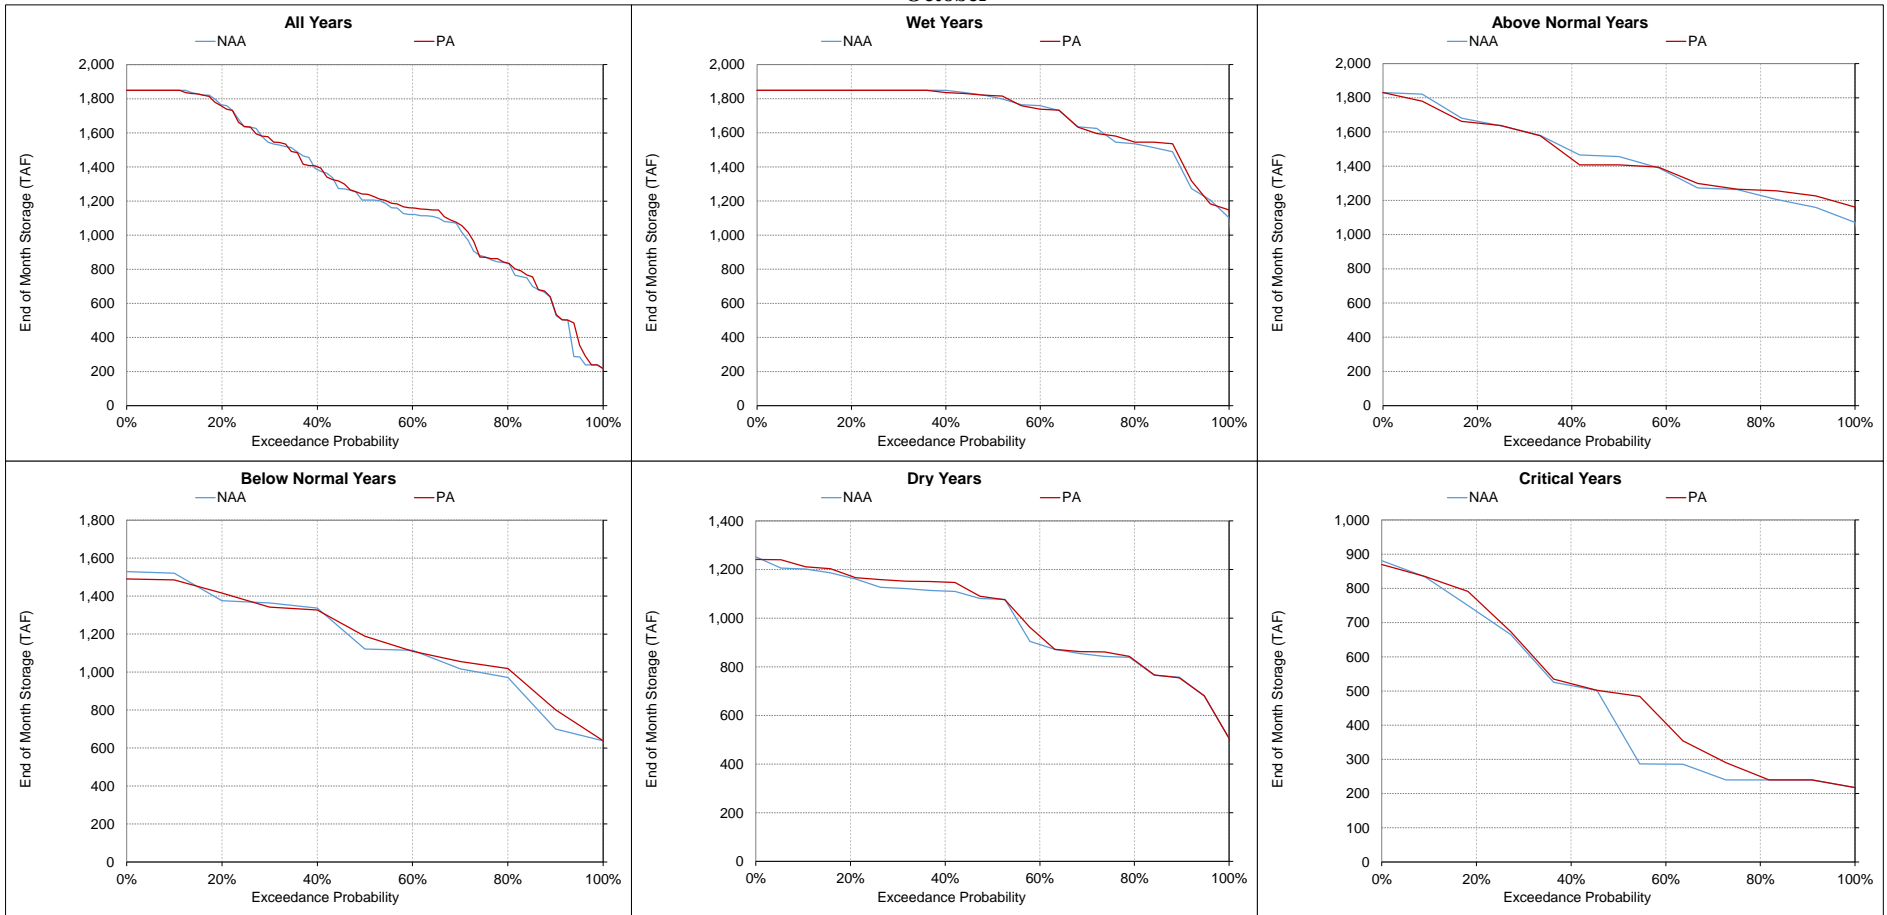 October
All Years
NAA PA
2,000
1,800
1,600
1,400
1,200
1,000
800
600
400
200
0
End of Month Storage (TAF)
0% 20% 40% 60% 80% 100%
Exceedance Probability
Wet Years
NAA PA
2,000
1,800
1,600
1,400
1,200
1,000
800
600
400
200
0
End of Month Storage (TAF)
0% 20% 40% 60% 80% 100%
Exceedance Probability
Above Normal Years
NAA PA
2,000
1,800
1,600
1,400
1,200
1,000
800
600
400
200
0
End of Month Storage (TAF)
0% 20% 40% 60% 80% 100%
Exceedance Probability
Below Normal Years
NAA PA
1,800
1,600
1,400
1,200
1,000
800
600
400
200
0
End of Month Storage (TAF)
0% 20% 40% 60% 80% 100%
Exceedance Probability
Dry Years
NAA PA
1,400
1,200
1,000
800
600
400
200
0
End of Month Storage (TAF)
0% 20% 40% 60% 80% 100%
Exceedance Probability
Critical Years
NAA PA
1,000
900
800
700
600
500
400
300
200
100
0
End of Month Storage (TAF)
0% 20% 40% 60% 80% 100%
Exceedance Probability